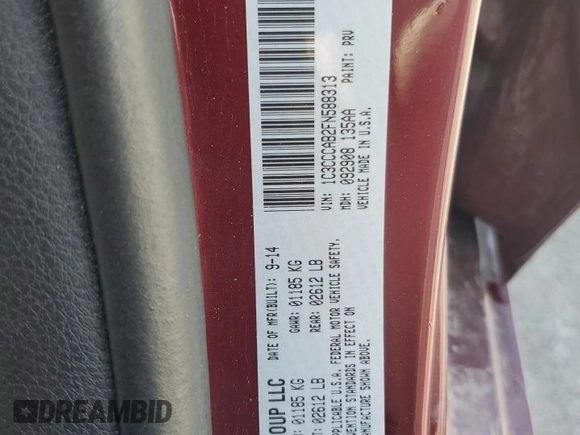 OUP LLC
DATE OF MFR(BUILT): 9-14
01185 KG
GAWR: 01185 KG
02612 LB
REAR: 02612 LB
APPLICABLE U.S.A. FEDERAL MOTOR VEHICLE SAFETY,
VENTION STANDARDS IN EFFECT ON
MANUFACTURE SHOWN ABOVE.
VIN: 1C3CCCAB2FN588313
MDH: 092908 135AA
PAINT: PRV
VEHICLE MADE IN U.S.A.
DREAMBID